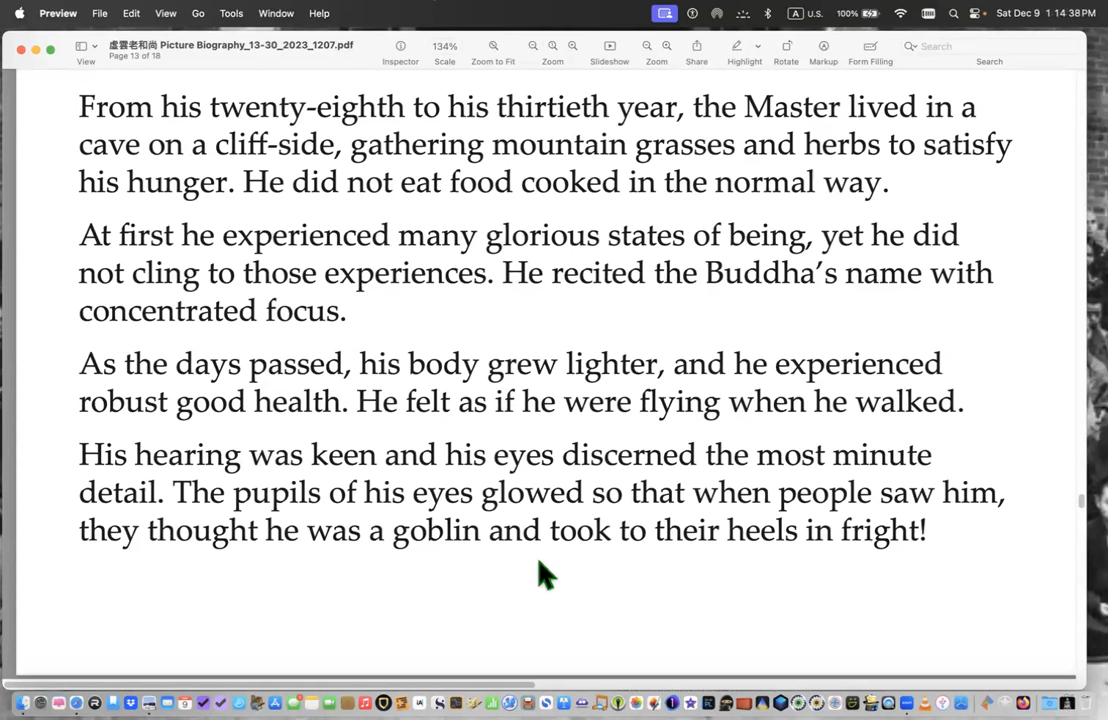 Preview File Edit View Go Tools Window Help A U.S. 100% Sat Dec 9 1 14 38 PM
虛雲老和尚 Picture Biography_13-30_2023_1207.pdf
Page 13 of 18
134%
Search
View Inspector Scale Zoom to Fit Zoom Slideshow Zoom Share Highlight Rotate Markup Form Filling Search
From his twenty-eighth to his thirtieth year, the Master lived in a
cave on a cliff-side, gathering mountain grasses and herbs to satisfy
his hunger. He did not eat food cooked in the normal way.
At first he experienced many glorious states of being, yet he did
not cling to those experiences. He recited the Buddha's name with
concentrated focus.
As the days passed, his body grew lighter, and he experienced
robust good health. He felt as if he were flying when he walked.
His hearing was keen and his eyes discerned the most minute
detail. The pupils of his eyes glowed so that when people saw him,
they thought he was a goblin and took to their heels in fright!